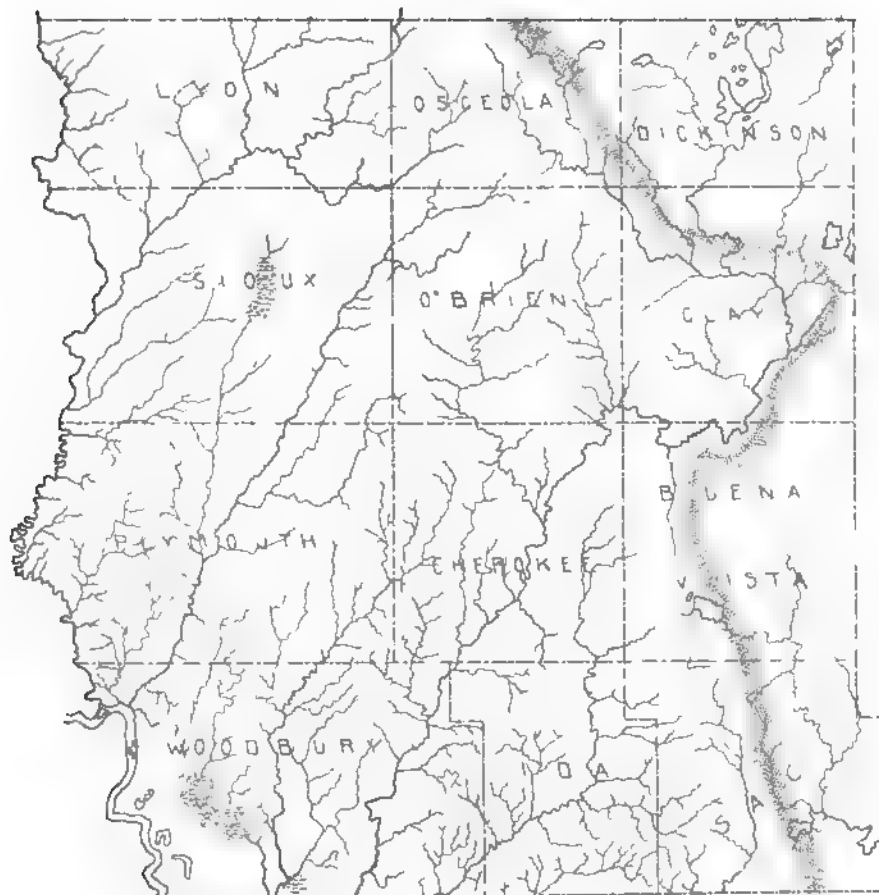 LYON
OSCEOLA
DICKINSON
SIOUX
O'BRIEN
CLAY
BUENA
VISTA
PLYMOUTH
CHEROKEE
WOODBURY
IDA
SAC